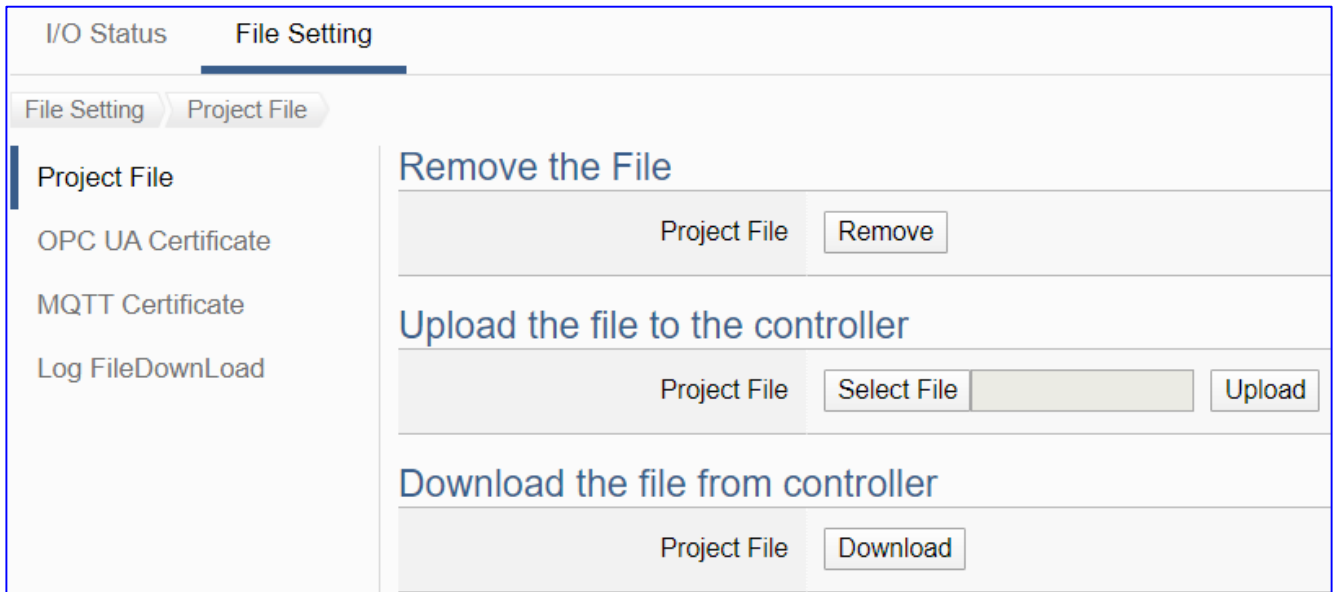 I/O Status File Setting
File Setting Project File
Project File
OPC UA Certificate
MQTT Certificate
Log FileDownLoad
Remove the File
Project File Remove
Upload the file to the controller
Project File Select File Upload
Download the file from controller
Project File Download